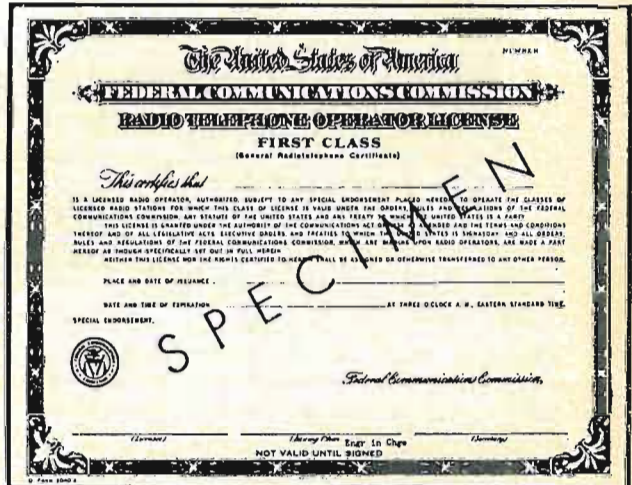 The United States of America
NUMBER
FEDERAL COMMUNICATIONS COMMISSION
RADIO TELEPHONE OPERATOR LICENSE
FIRST CLASS
(General Radiotelephone Certificate)
This certifies that
IS A LICENSED RADIO OPERATOR, AUTHORIZED, SUBJECT TO ANY SPECIAL ENDORSEMENT PLACED HEREON, TO OPERATE THE CLASSES OF
LICENSED RADIO STATIONS FOR WHICH THIS CLASS OF LICENSE IS VALID UNDER THE ORDERS, RULES AND REGULATIONS OF THE FEDERAL
COMMUNICATIONS COMMISSION, ANY STATUTE OF THE UNITED STATES AND ANY TREATY TO WHICH THE UNITED STATES IS A PARTY
THIS LICENSE IS GRANTED UNDER THE AUTHORITY OF THE COMMUNICATIONS ACT OF AS AMENDED AND THE TERMS AND CONDITIONS
THEREOF AND OF ALL LEGISLATIVE ACTS, EXECUTIVE ORDERS, AND TREATIES TO WHICH THE UNITED STATES IS SIGNATORY AND ALL ORDERS,
RULES AND REGULATIONS OF THE FEDERAL COMMUNICATIONS COMMISSION, WHICH ARE UPON RADIO OPERATORS, ARE MADE A PART
HEREOF AS THOUGH SPECIFICALLY SET OUT IN FULL HEREIN
NEITHER THIS LICENSE NOR THE RIGHTS CERTIFIED TO HEREIN SHALL BE ASSIGNED OR OTHERWISE TRANSFERRED TO ANY OTHER PERSON.
PLACE AND DATE OF ISSUANCE
DATE AND TIME OF EXPIRATION AT THREE O'CLOCK A. M., EASTERN STANDARD TIME.
SPECIAL ENDORSEMENT.
SPECIMEN
Federal Communications Commission,
(Licensee) (Issuing Officer) Engr in Chge (Secretary)
NOT VALID UNTIL SIGNED